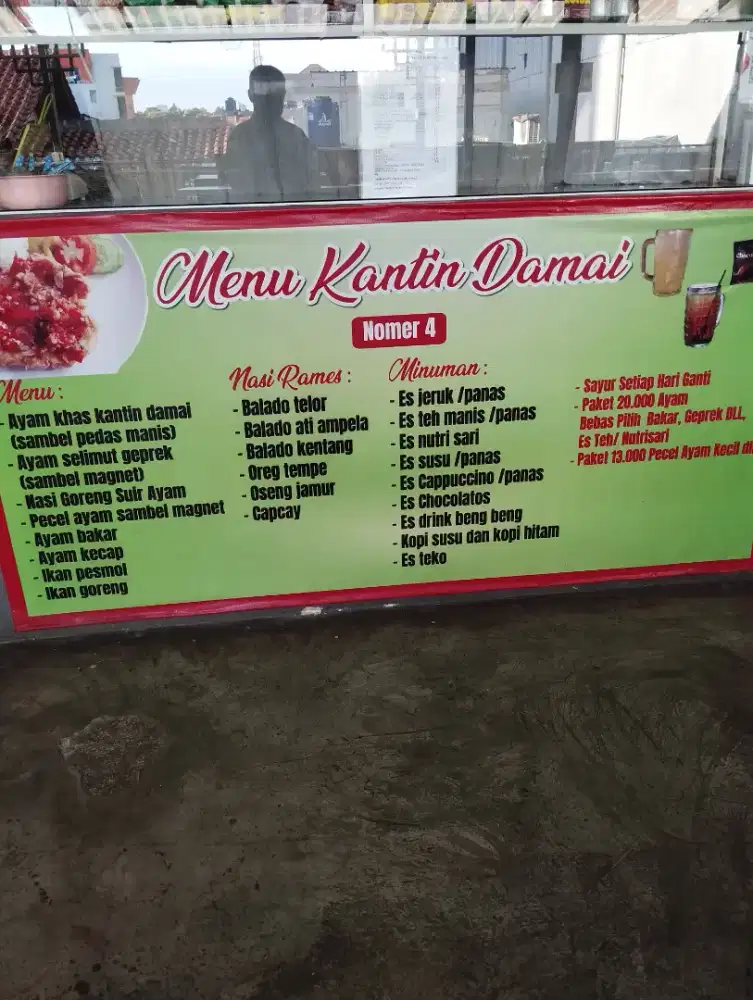 Menu Kantin Damai
Nomer 4
Menu :
- Ayam khas kantin damai
(sambel pedas manis)
- Ayam selimut geprek
(sambel magnet)
- Nasi Goreng Suir Ayam
- Pecel ayam sambel magnet
- Ayam bakar
- Ayam kecap
- Ikan pesmol
- Ikan goreng
Nasi Rames :
- Balado telor
- Balado ati ampela
- Balado kentang
- Oreg tempe
- Oseng jamur
- Capcay
Minuman :
- Es jeruk /panas
- Es teh manis /panas
- Es nutri sari
- Es susu /panas
- Es Cappuccino /panas
- Es Chocolatos
- Es drink beng beng
- Kopi susu dan kopi hitam
- Es teko
- Sayur Setiap Hari Ganti
- Paket 20.000 Ayam
Bebas Pilih Bakar, Geprek DLL,
Es Teh/ Nutrisari
- Paket 13.000 Pecel Ayam Kecil